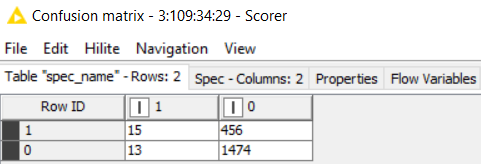 Confusion matrix - 3:109:34:29 - Scorer
File Edit Hilite Navigation View
Table "spec_name" - Rows: 2 Spec - Columns: 2 Properties Flow Variables
Row ID I 1 I 0
1 15 456
0 13 1474